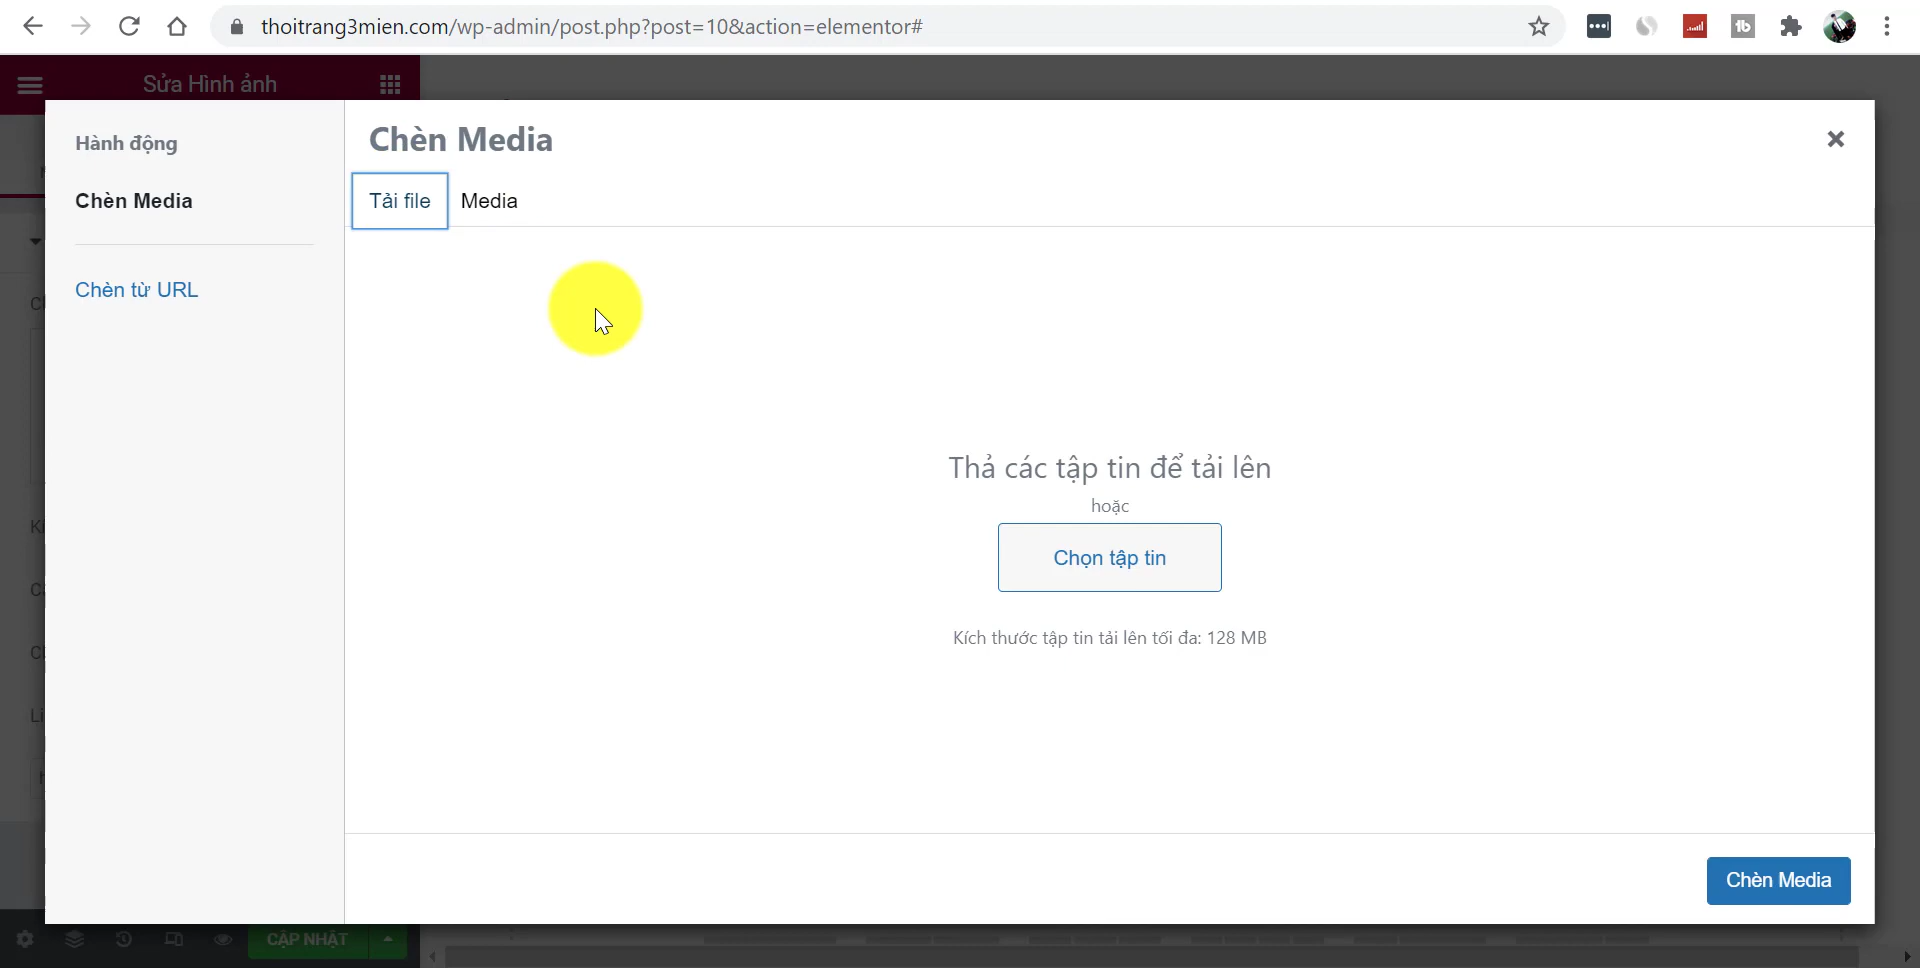 thoitrang3mien.com/wp-admin/post.php?post=10&action=elementor#
Sửa Hình ảnh
Hành động
Chèn Media
Chèn từ URL
Chèn Media
Tải file
Media
Thả các tập tin để tải lên
hoặc
Chọn tập tin
Kích thước tập tin tải lên tối đa: 128 MB
Chèn Media
CẬP NHẬT